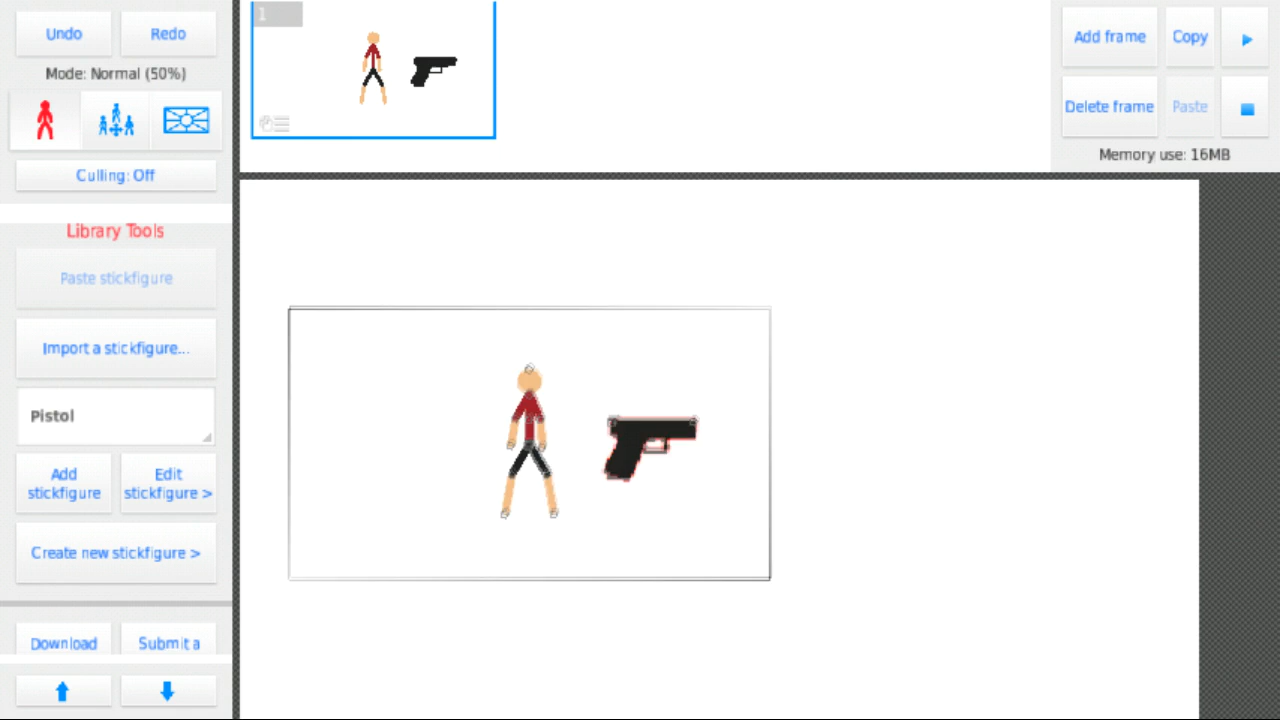 Undo
Redo
Mode: Normal (50%)
Culling: Off
Library Tools
Paste stickfigure
Import a stickfigure...
Pistol
Add stickfigure
Edit stickfigure >
Create new stickfigure >
Download
Submit a
1
Add frame
Copy
Delete frame
Paste
Memory use: 16MB